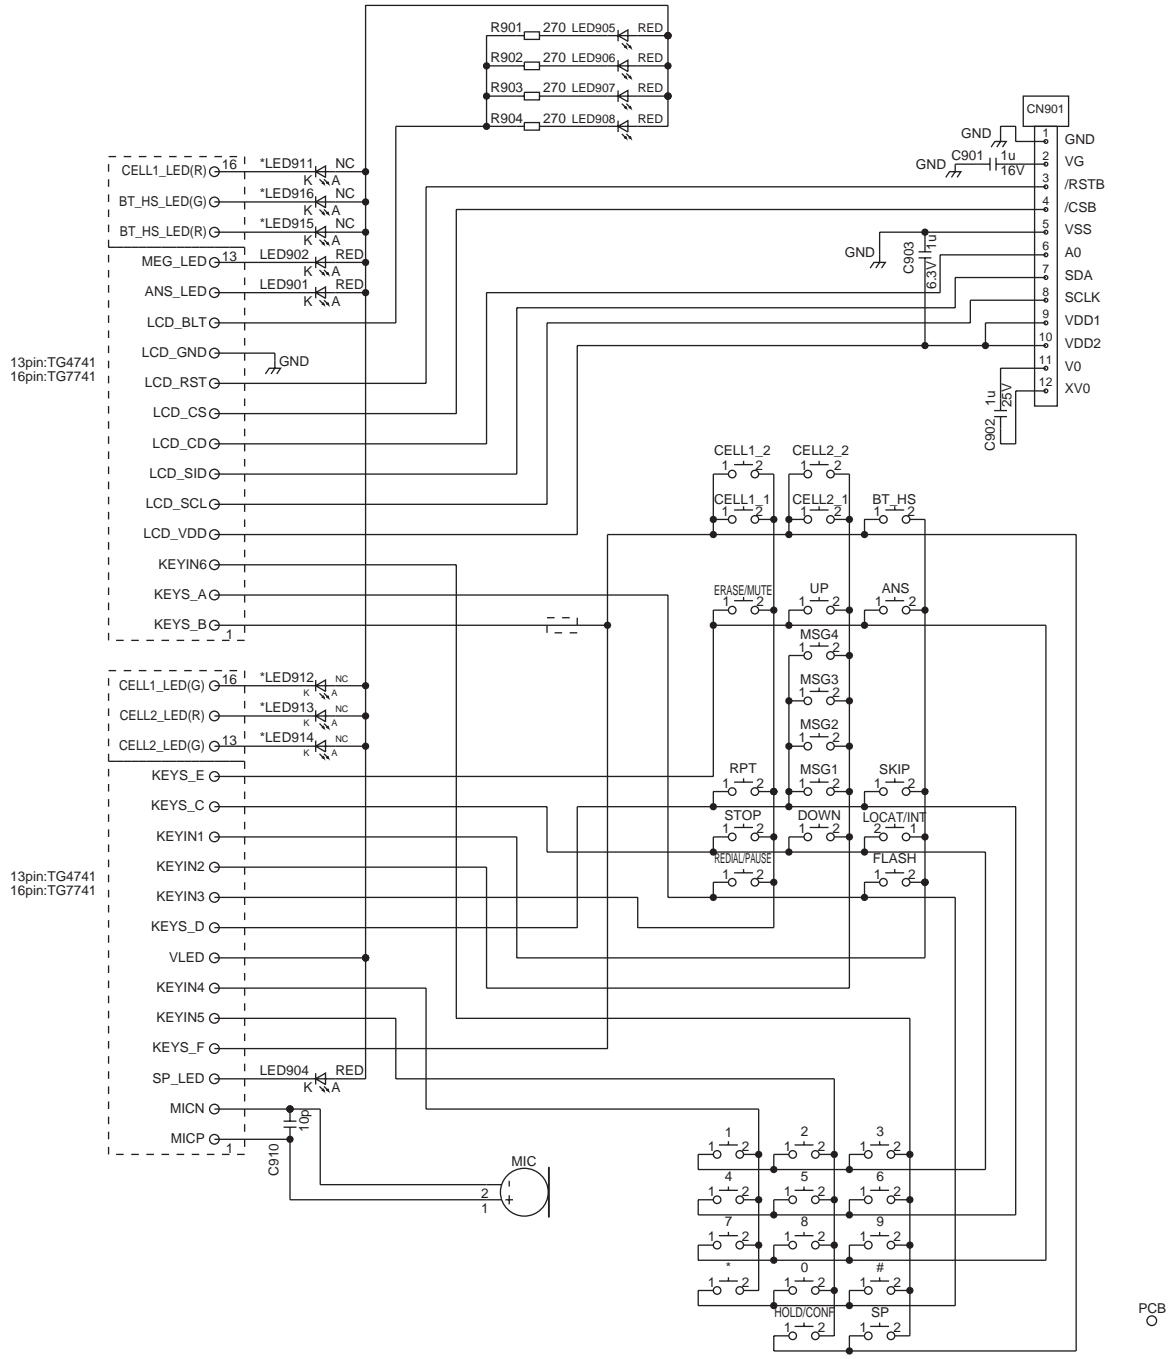 R901 270 LED905 RED
R902 270 LED906 RED
R903 270 LED907 RED
R904 270 LED908 RED
CN901
1 GND
GND
2 VG
GND C901 1u 16V
3 /RSTB
4 /CSB
5 VSS
GND C903 1u 6.3V
6 A0
7 SDA
8 SCLK
9 VDD1
10 VDD2
11 V0
12 XV0
C902 1u 25V
CELL1_LED(R) 16 *LED911 NC K A
BT_HS_LED(G) *LED916 NC K A
BT_HS_LED(R) *LED915 NC K A
MEG_LED 13 LED902 RED K A
ANS_LED LED901 RED K A
LCD_BLT
LCD_GND GND
13pin:TG4741
16pin:TG7741
LCD_RST
LCD_CS
LCD_CD
LCD_SID
LCD_SCL
LCD_VDD
KEYIN6
KEYS_A
KEYS_B 1
CELL1_2 CELL2_2
1 2 1 2
CELL1_1 CELL2_1 BT_HS
1 2 1 2 1 2
ERASE/MUTE UP ANS
1 2 1 2 1 2
MSG4
1 2
MSG3
1 2
MSG2
1 2
RPT MSG1 SKIP
1 2 1 2 1 2
STOP DOWN LOCAT/INT
1 2 1 2 2 1
REDIAL/PAUSE FLASH
1 2 1 2
CELL1_LED(G) 16 *LED912 NC K A
CELL2_LED(R) *LED913 NC K A
CELL2_LED(G) 13 *LED914 NC K A
KEYS_E
KEYS_C
KEYIN1
KEYIN2
13pin:TG4741
16pin:TG7741
KEYIN3
KEYS_D
VLED
KEYIN4
KEYIN5
KEYS_F
SP_LED LED904 RED K A
MICN
MICP 1
C910 10p
MIC
- 2
+ 1
1 2 3
1 2 1 2 1 2
4 5 6
1 2 1 2 1 2
7 8 9
1 2 1 2 1 2
* 0 #
1 2 1 2 1 2
HOLD/CONF SP
1 2 1 2
PCB